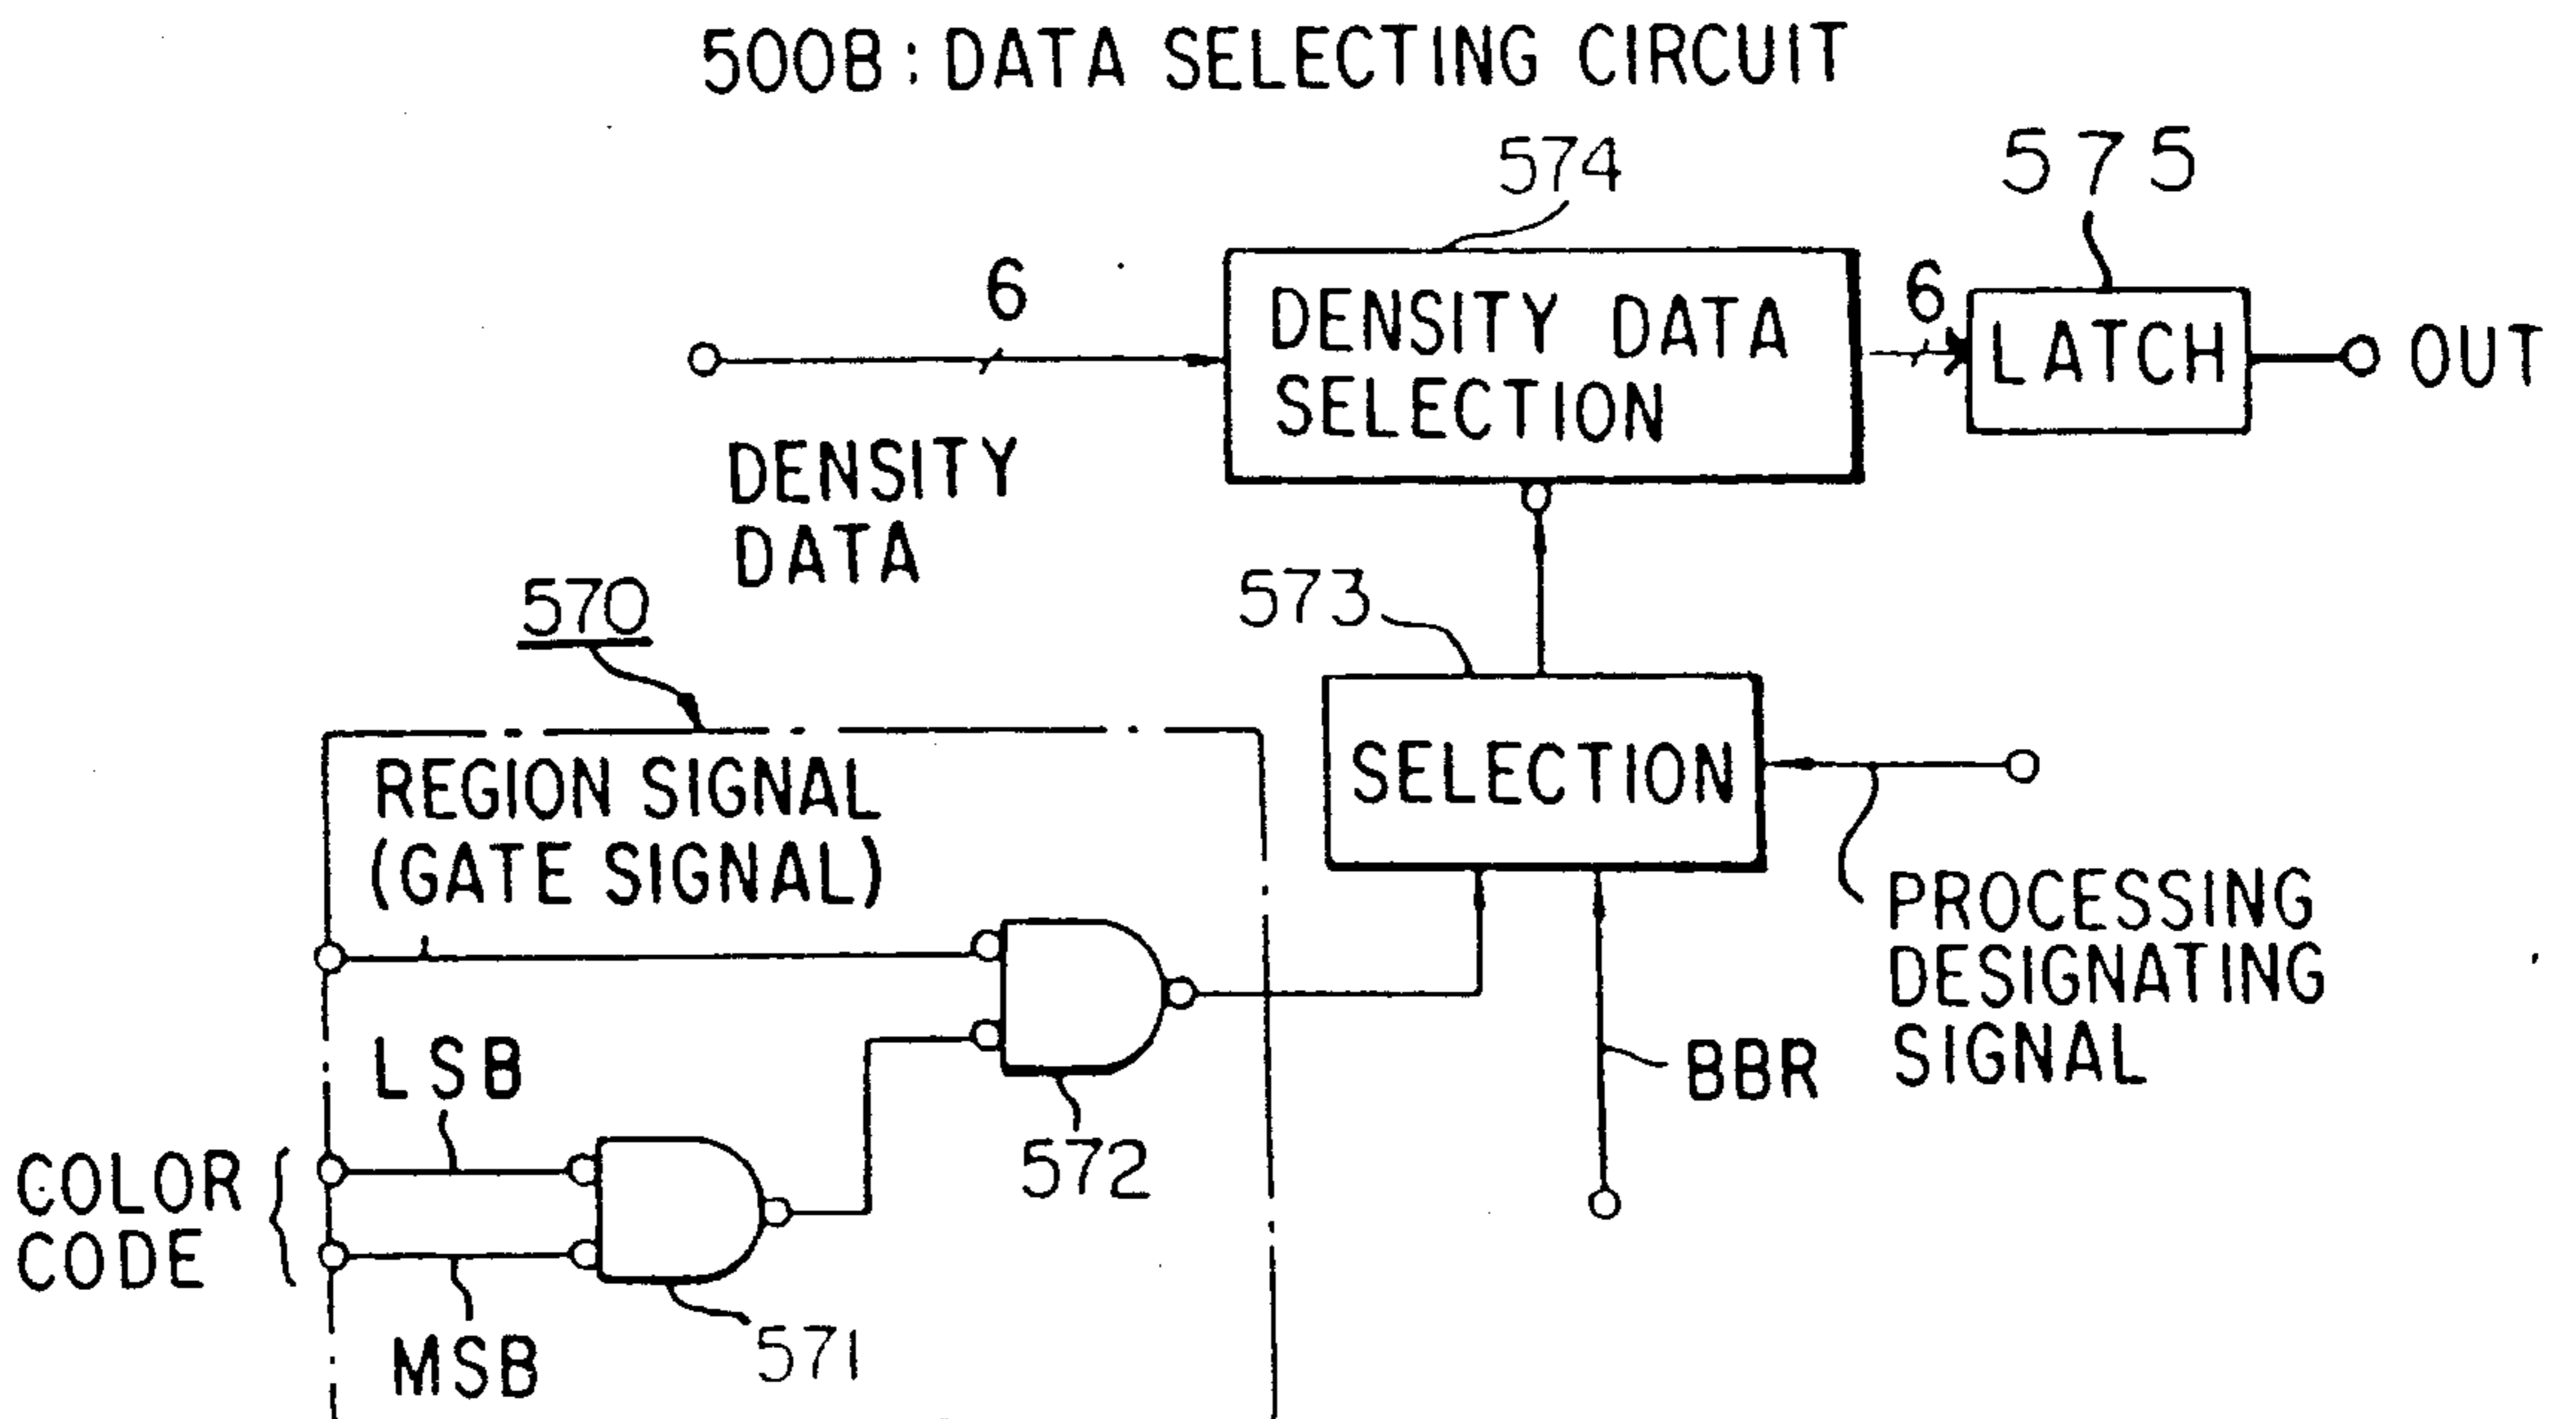 500B : DATA SELECTING CIRCUIT
574
575
6
DENSITY DATA
SELECTION
6
LATCH
OUT
DENSITY
DATA
570
573
SELECTION
REGION SIGNAL
(GATE SIGNAL)
PROCESSING
DESIGNATING
SIGNAL
LSB
BBR
572
COLOR
CODE
MSB
571